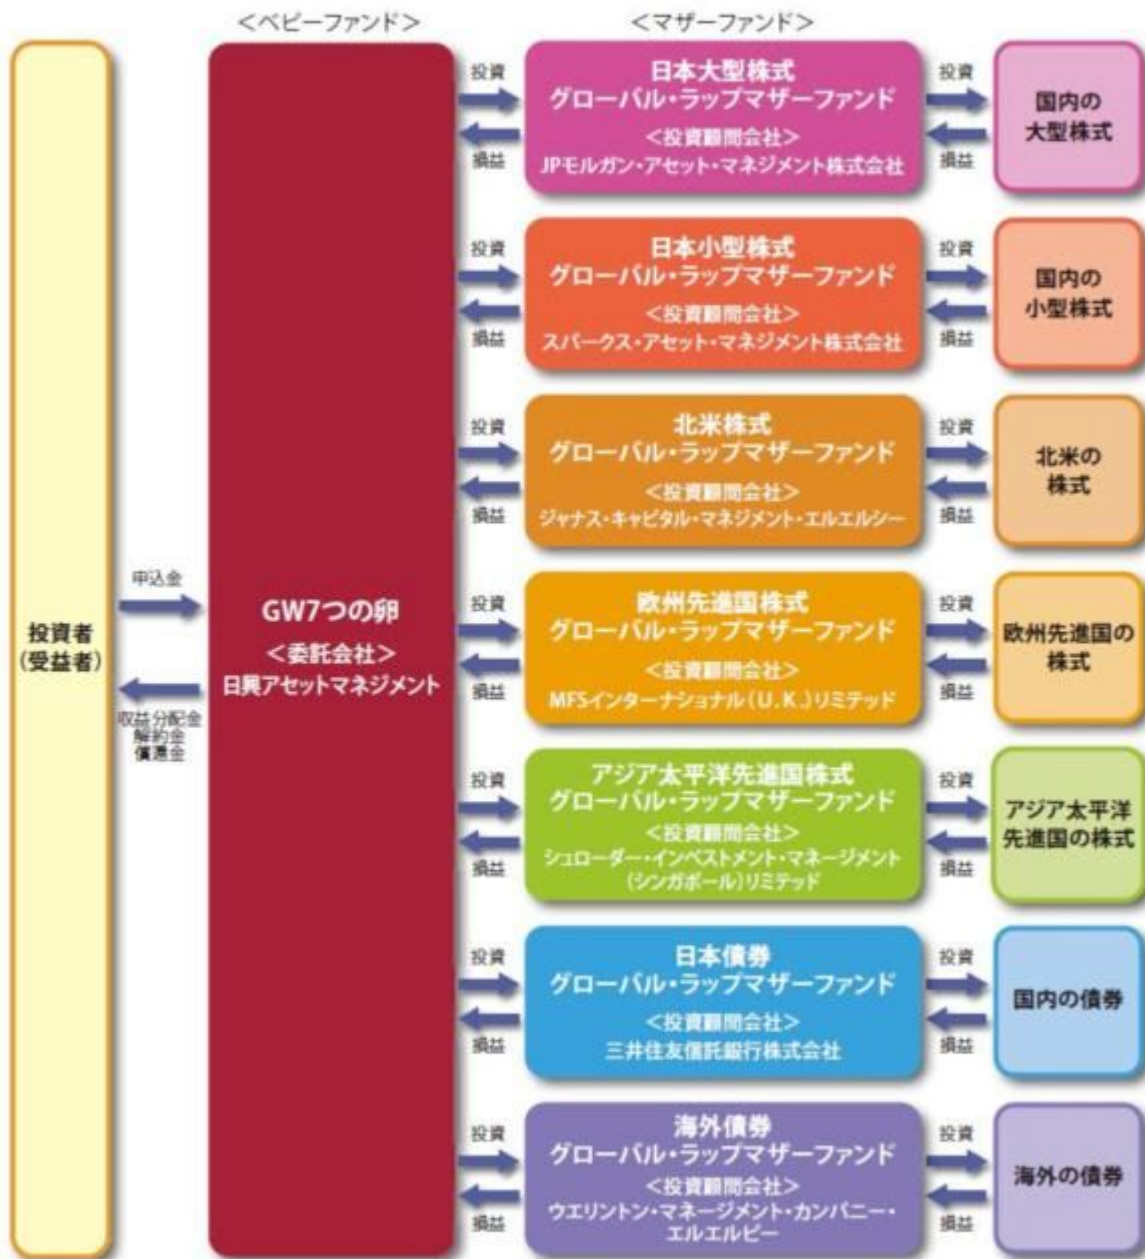 ＜ベビーファンド＞
＜マザーファンド＞
投資者
（受益者）
申込金
収益分配金
解約金
償還金
GW7つの卵
＜委託会社＞
日興アセットマネジメント
投資
損益
日本大型株式
グローバル・ラップマザーファンド
＜投資顧問会社＞
JPモルガン・アセット・マネジメント株式会社
投資
損益
国内の
大型株式
投資
損益
日本小型株式
グローバル・ラップマザーファンド
＜投資顧問会社＞
スパークス・アセット・マネジメント株式会社
投資
損益
国内の
小型株式
投資
損益
北米株式
グローバル・ラップマザーファンド
＜投資顧問会社＞
ジャナス・キャピタル・マネジメント・エルエルシー
投資
損益
北米の
株式
投資
損益
欧州先進国株式
グローバル・ラップマザーファンド
＜投資顧問会社＞
MFSインターナショナル（U.K.）リミテッド
投資
損益
欧州先進国の
株式
投資
損益
アジア太平洋先進国株式
グローバル・ラップマザーファンド
＜投資顧問会社＞
シュローダー・インベストメント・マネージメント
（シンガポール）リミテッド
投資
損益
アジア太平洋
先進国の株式
投資
損益
日本債券
グローバル・ラップマザーファンド
＜投資顧問会社＞
三井住友信託銀行株式会社
投資
損益
国内の債券
投資
損益
海外債券
グローバル・ラップマザーファンド
＜投資顧問会社＞
ウエリントン・マネージメント・カンパニー・
エルエルピー
投資
損益
海外の債券